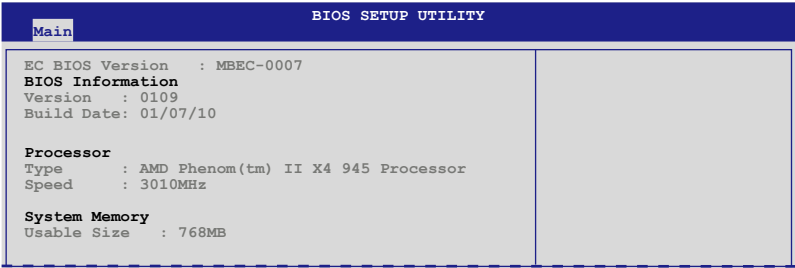 BIOS SETUP UTILITY
Main
EC BIOS Version : MBEC-0007
BIOS Information
Version : 0109
Build Date: 01/07/10
Processor
Type : AMD Phenom(tm) II X4 945 Processor
Speed : 3010MHz
System Memory
Usable Size : 768MB